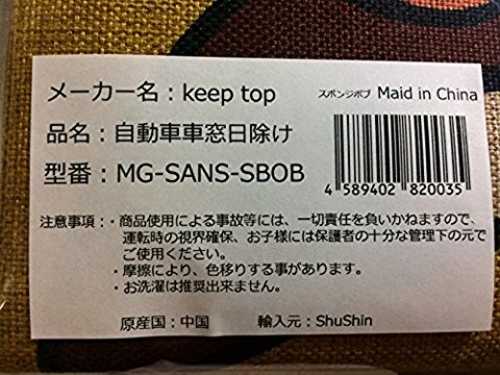 メーカー名:keep top
スポンジボブ Maid in China
品名:自動車車窓日除け
型番:MG-SANS-SBOB
4 589402 820035
注意事項:・商品使用による事故等には、一切責任を負いかねますので、
運転時の視界確保、お子様には保護者の十分な管理下の元で
ご使用ください。
・摩擦により、色移りする事があります。
・お洗濯は推奨出来ません。
原産国:中国 輸入元:ShuShin